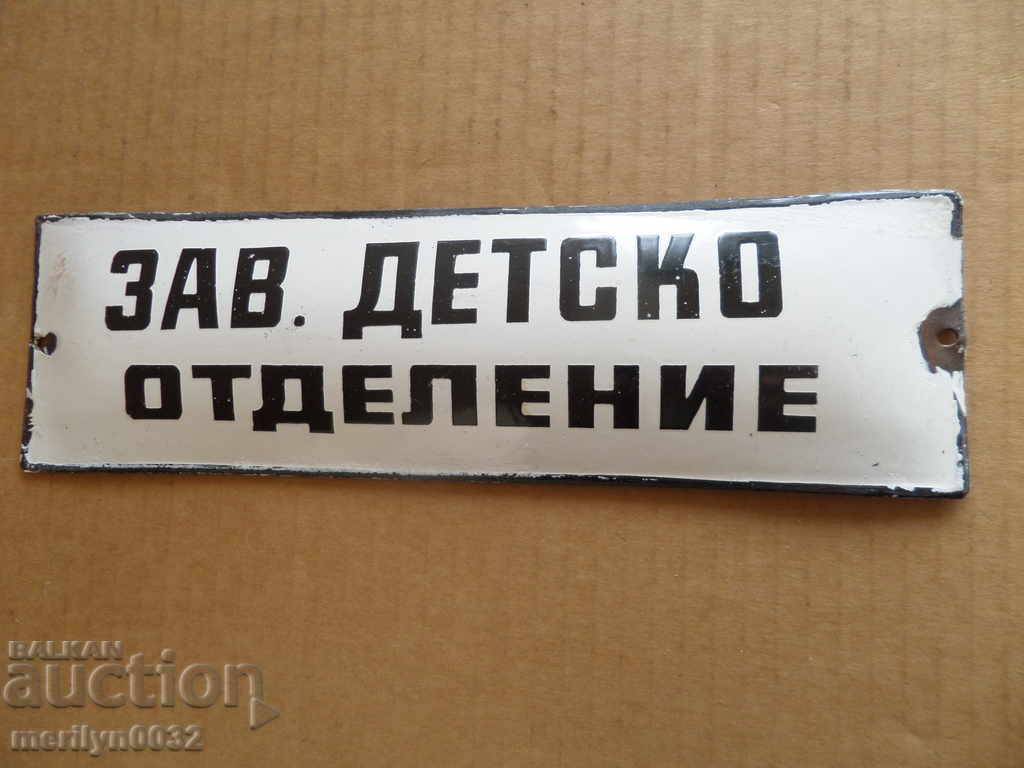 ЗАВ. ДЕТСКО
ОТДЕЛЕНИЕ
BALKAN
auction
merilyn0032